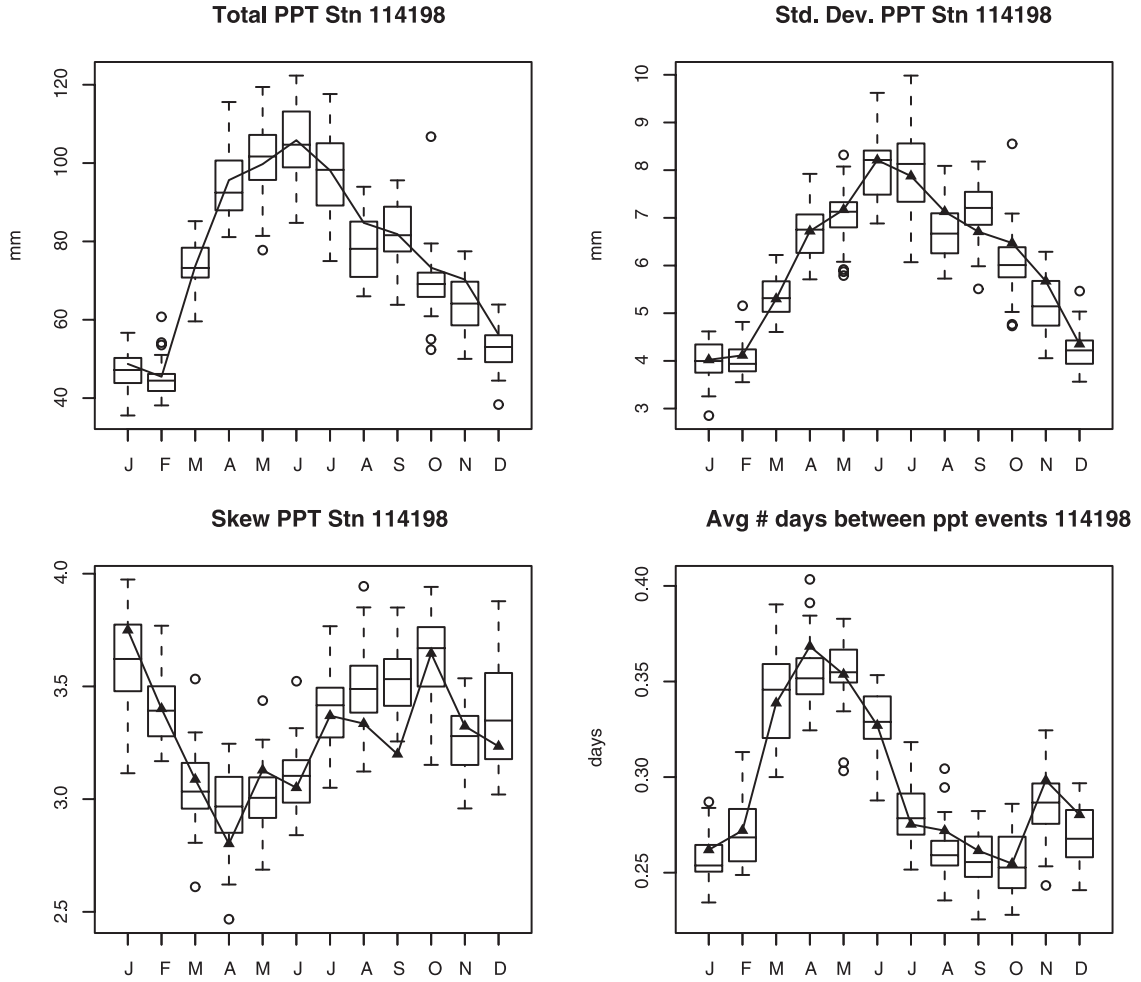 Total PPT Stn 114198
mm
120
100
80
60
40
J F M A M J J A S O N D
Std. Dev. PPT Stn 114198
mm
10
9
8
7
6
5
4
3
J F M A M J J A S O N D
Skew PPT Stn 114198
4.0
3.5
3.0
2.5
J F M A M J J A S O N D
Avg # days between ppt events 114198
days
0.40
0.35
0.30
0.25
J F M A M J J A S O N D